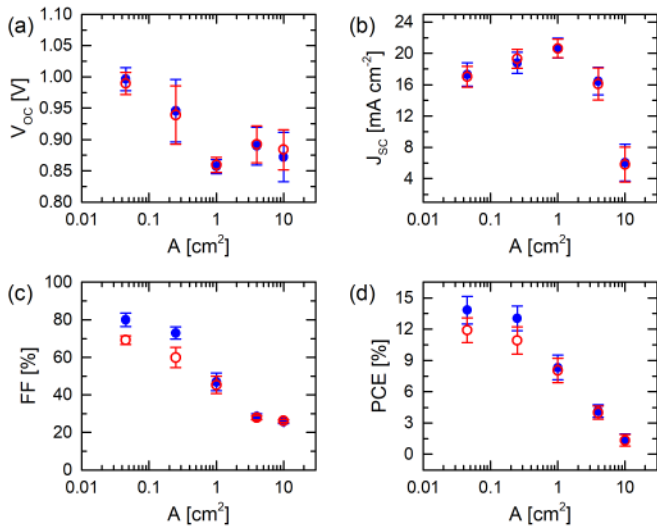 (a)
1.10
1.05
1.00
0.95
0.90
0.85
0.80
V_OC [V]
0.01 0.1 1 10
A [cm²]
(b)
24
20
16
12
8
4
J_SC [mA cm⁻²]
0.01 0.1 1 10
A [cm²]
(c)
100
80
60
40
20
0
FF [%]
0.01 0.1 1 10
A [cm²]
(d)
15
12
9
6
3
0
PCE [%]
0.01 0.1 1 10
A [cm²]